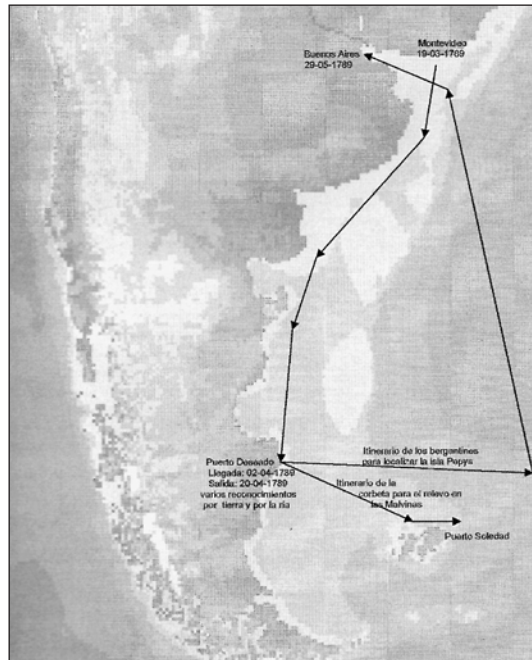 Montevideo
19-03-1789
Buenos Aires
29-05-1789
Puerto Deseado
Llegada: 02-04-1789
Salida: 20-04-1789
varios reconocimientos
por tierra y por la ria
Itinerario de los bergantines
para localizar la isla Pepys
Itinerario de la
corbeta para el relevo en
las Malvinas
Puerto Soledad